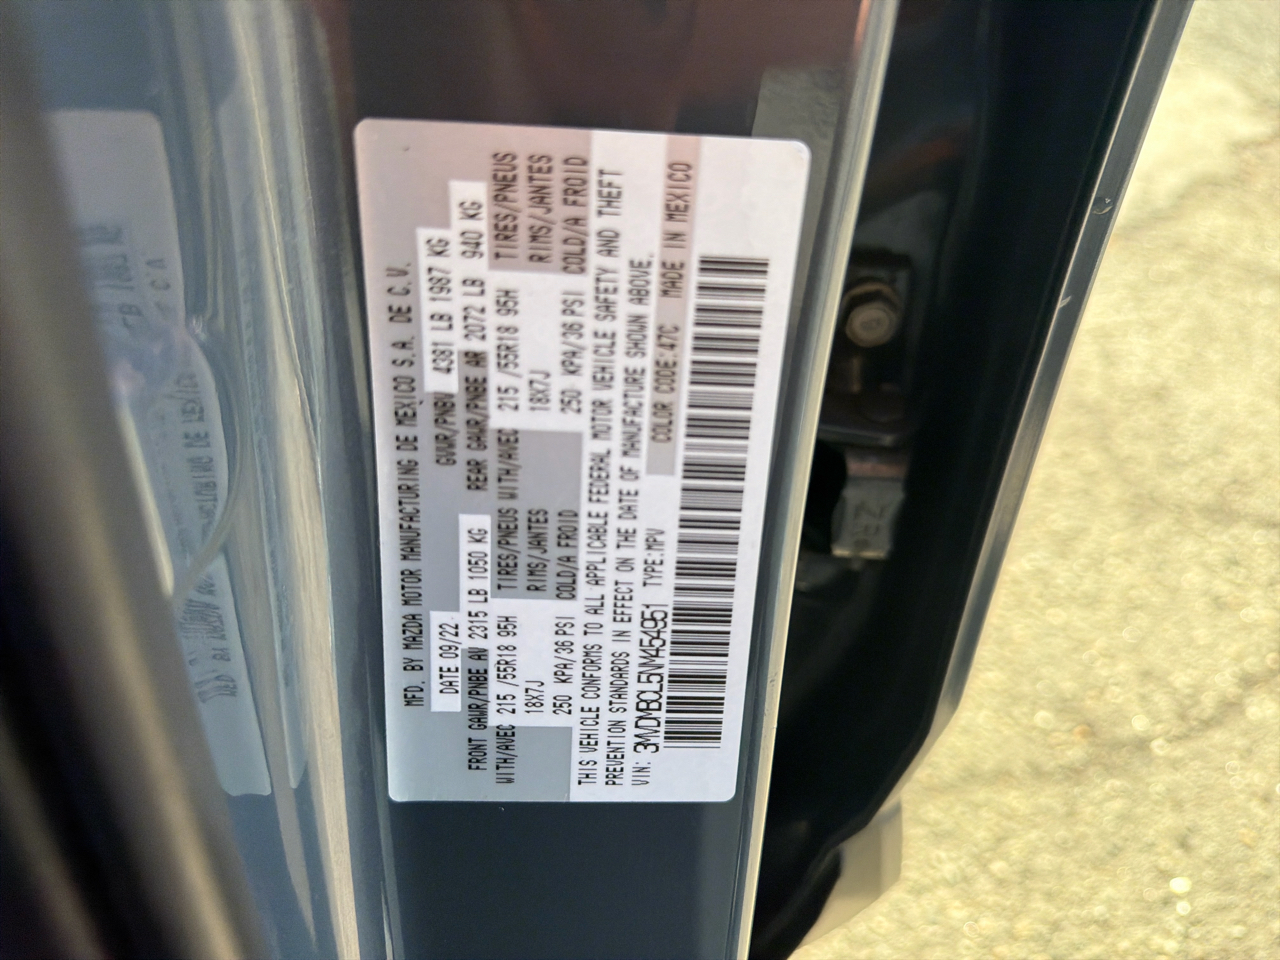 MFD. BY MAZDA MOTOR MANUFACTURING DE MEXICO S.A. DE C.V.
DATE 09/22 GVWR/PNBV 4381 LB 1987 KG
FRONT GAWR/PNBE AV 2315 LB 1050 KG REAR GAWR/PNBE AR 2072 LB 940 KG
WITH/AVEC 215 /55R18 95H TIRES/PNEUS WITH/AVEC 215 /55R18 95H TIRES/PNEUS
18X7J RIMS/JANTES 18X7J RIMS/JANTES
250 KPA/36 PSI COLD/A FROID 250 KPA/36 PSI COLD/A FROID
THIS VEHICLE CONFORMS TO ALL APPLICABLE FEDERAL MOTOR VEHICLE SAFETY AND THEFT
PREVENTION STANDARDS IN EFFECT ON THE DATE OF MANUFACTURE SHOWN ABOVE.
VIN: 3MVDMBCL5NM454951 TYPE:MPV COLOR CODE:47C MADE IN MEXICO